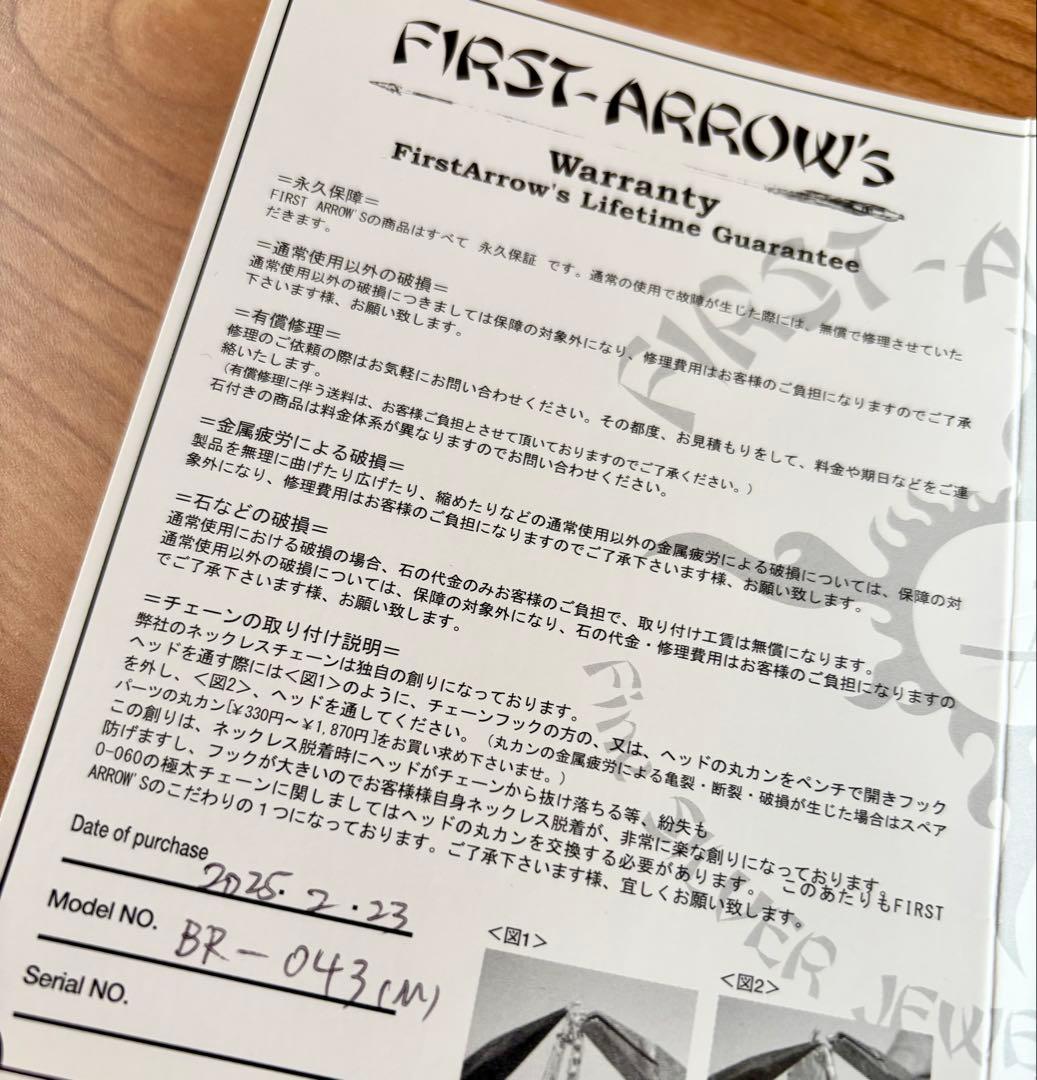 FIRST-ARROW's
Warranty
FirstArrow's Lifetime Guarantee
=永久保障=
FIRST ARROW'Sの商品はすべて 永久保証 です。通常の使用で故障が生じた際には、無償で修理させていた
だきます。
=通常使用以外の破損=
通常使用以外の破損につきましては保障の対象外になり、修理費用はお客様のご負担になりますのでご了承
下さいます様、お願い致します。
=有償修理=
修理のご依頼の際はお気軽にお問い合わせください。その都度、お見積もりをして、料金や期日などをご連
絡いたします。
(有償修理に伴う送料は、お客様ご負担とさせて頂いておりますのでご了承ください。)
石付きの商品は料金体系が異なりますのでお問い合わせください。
=金属疲労による破損=
製品を無理に曲げたり広げたり、縮めたりなどの通常使用以外の金属疲労による破損については、保障の対
象外になり、修理費用はお客様のご負担になりますのでご了承下さいます様、お願い致します。
=石などの破損=
通常使用における破損の場合、石の代金のみお客様のご負担で、取り付け工賃は無償になります。
通常使用以外の破損については、保障の対象外になり、石の代金・修理費用はお客様のご負担になりますの
でご了承下さいます様、お願い致します。
=チェーンの取り付け説明=
弊社のネックレスチェーンは独自の創りになっております。
ヘッドを通す際には<図1>のように、チェーンフックの方の、又は、ヘッドの丸カンをペンチで開きフック
を外し、<図2>、ヘッドを通してください。(丸カンの金属疲労による亀裂・断裂・破損が生じた場合はスペア
パーツの丸カン[¥330円~¥1,870円]をお買い求め下さいませ。)
この創りは、ネックレス脱着時にヘッドがチェーンから抜け落ちる等、紛失も
防げますし、フックが大きいのでお客様様自身ネックレス脱着が、非常に楽な創りになっております。
O-060の極太チェーンに関しましてはヘッドの丸カンを交換する必要があります。 このあたりもFIRST
ARROW'Sのこだわりの1つになっております。ご了承下さいます様、宜しくお願い致します。
Date of purchase 2025.2.23
Model NO. BR-043(M)
Serial NO.
<図1>
<図2>
FIRST-A
FINE SILVER JEWE